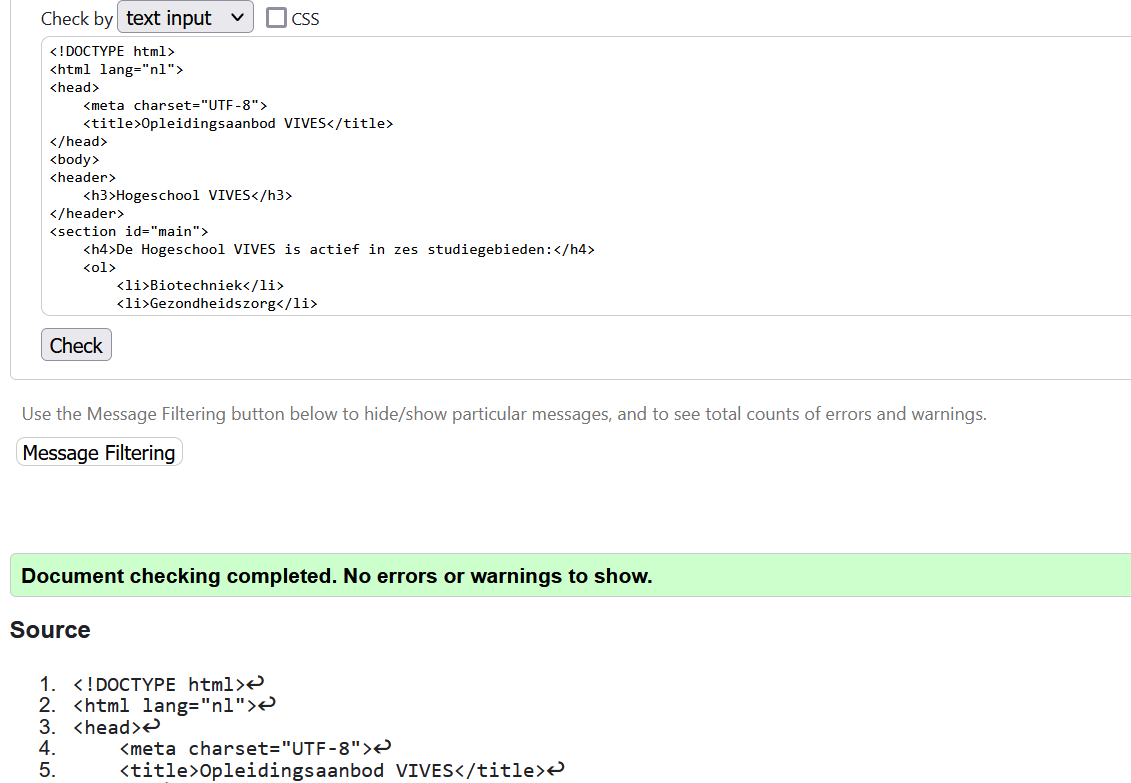 Check by text input CSS
<!DOCTYPE html>
<html lang="nl">
<head>
    <meta charset="UTF-8">
    <title>Opleidingsaanbod VIVES</title>
</head>
<body>
<header>
    <h3>Hogeschool VIVES</h3>
</header>
<section id="main">
    <h4>De Hogeschool VIVES is actief in zes studiegebieden:</h4>
    <ol>
        <li>Biotechniek</li>
        <li>Gezondheidszorg</li>
Check
Use the Message Filtering button below to hide/show particular messages, and to see total counts of errors and warnings.
Message Filtering
Document checking completed. No errors or warnings to show.
Source
1. <!DOCTYPE html>↩
2. <html lang="nl">↩
3. <head>↩
4.     <meta charset="UTF-8">↩
5.     <title>Opleidingsaanbod VIVES</title>↩